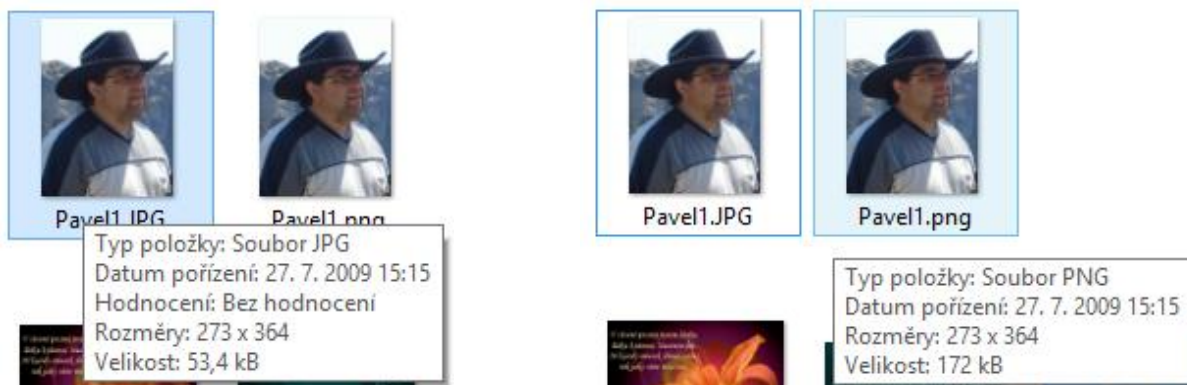 Pavel1.JPG
Pavel1.png
Typ položky: Soubor JPG
Datum pořízení: 27. 7. 2009 15:15
Hodnocení: Bez hodnocení
Rozměry: 273 x 364
Velikost: 53,4 kB
Pavel1.JPG
Pavel1.png
Typ položky: Soubor PNG
Datum pořízení: 27. 7. 2009 15:15
Rozměry: 273 x 364
Velikost: 172 kB